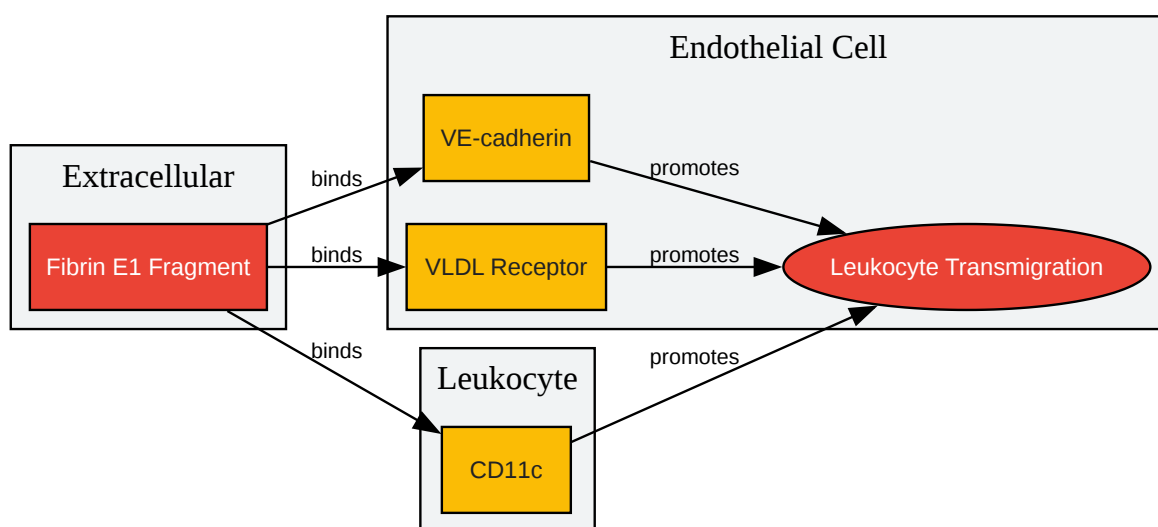 Endothelial Cell
VE-cadherin
promotes
Extracellular
binds
Fibrin E1 Fragment
binds
VLDL Receptor
promotes
Leukocyte Transmigration
binds
promotes
Leukocyte
CD11c